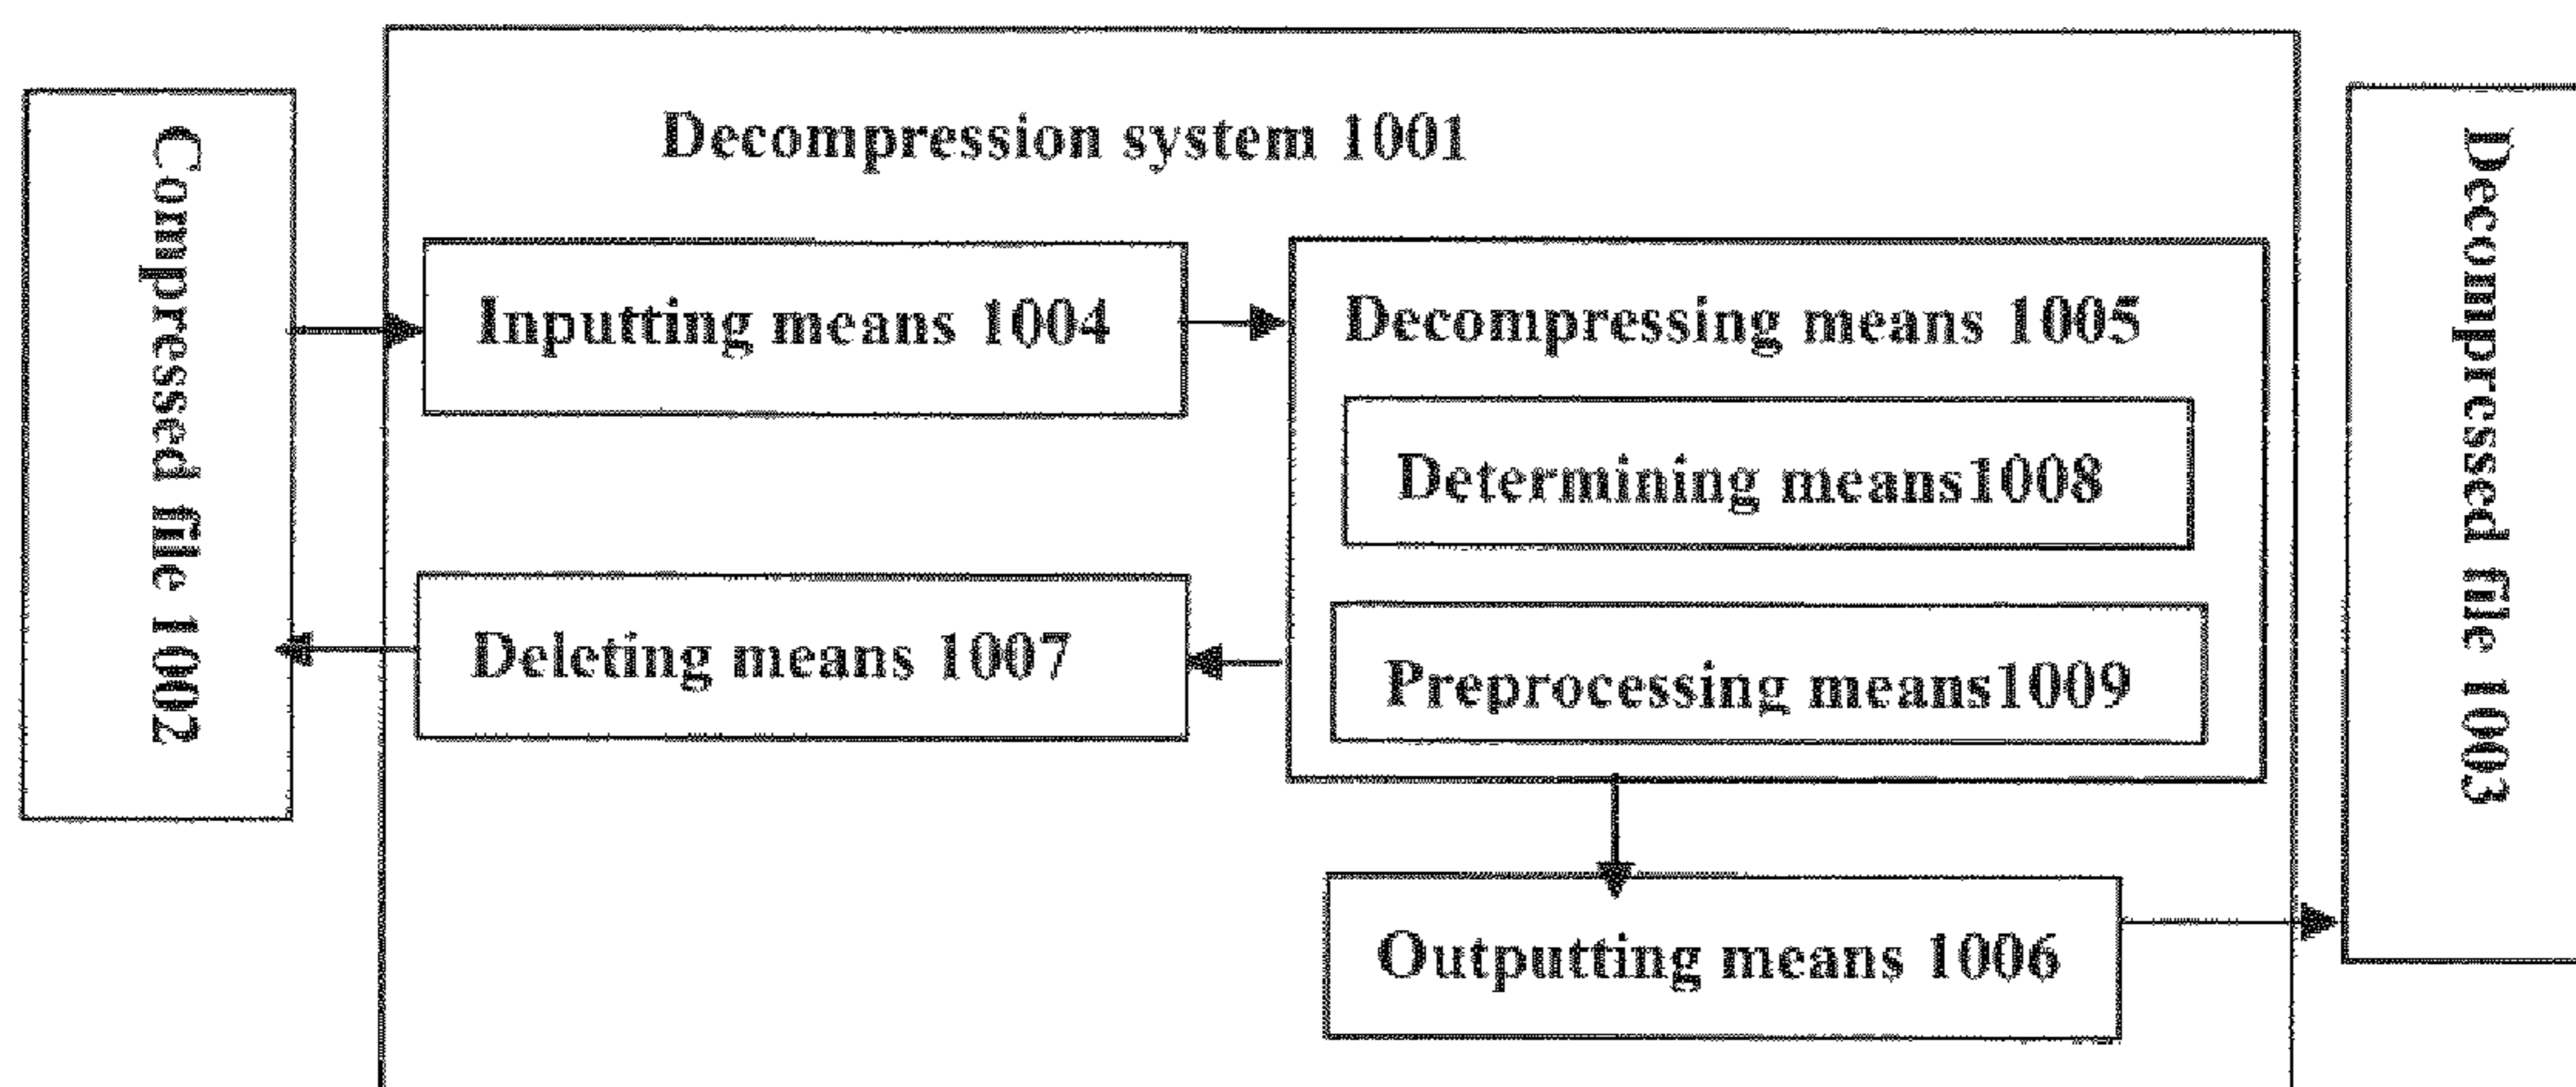 Decompression system 1001
Compressed file 1002
Inputting means 1004
Decompressing means 1005
Determining means1008
Deleting means 1007
Preprocessing means1009
Outputting means 1006
Decompressed file 1003